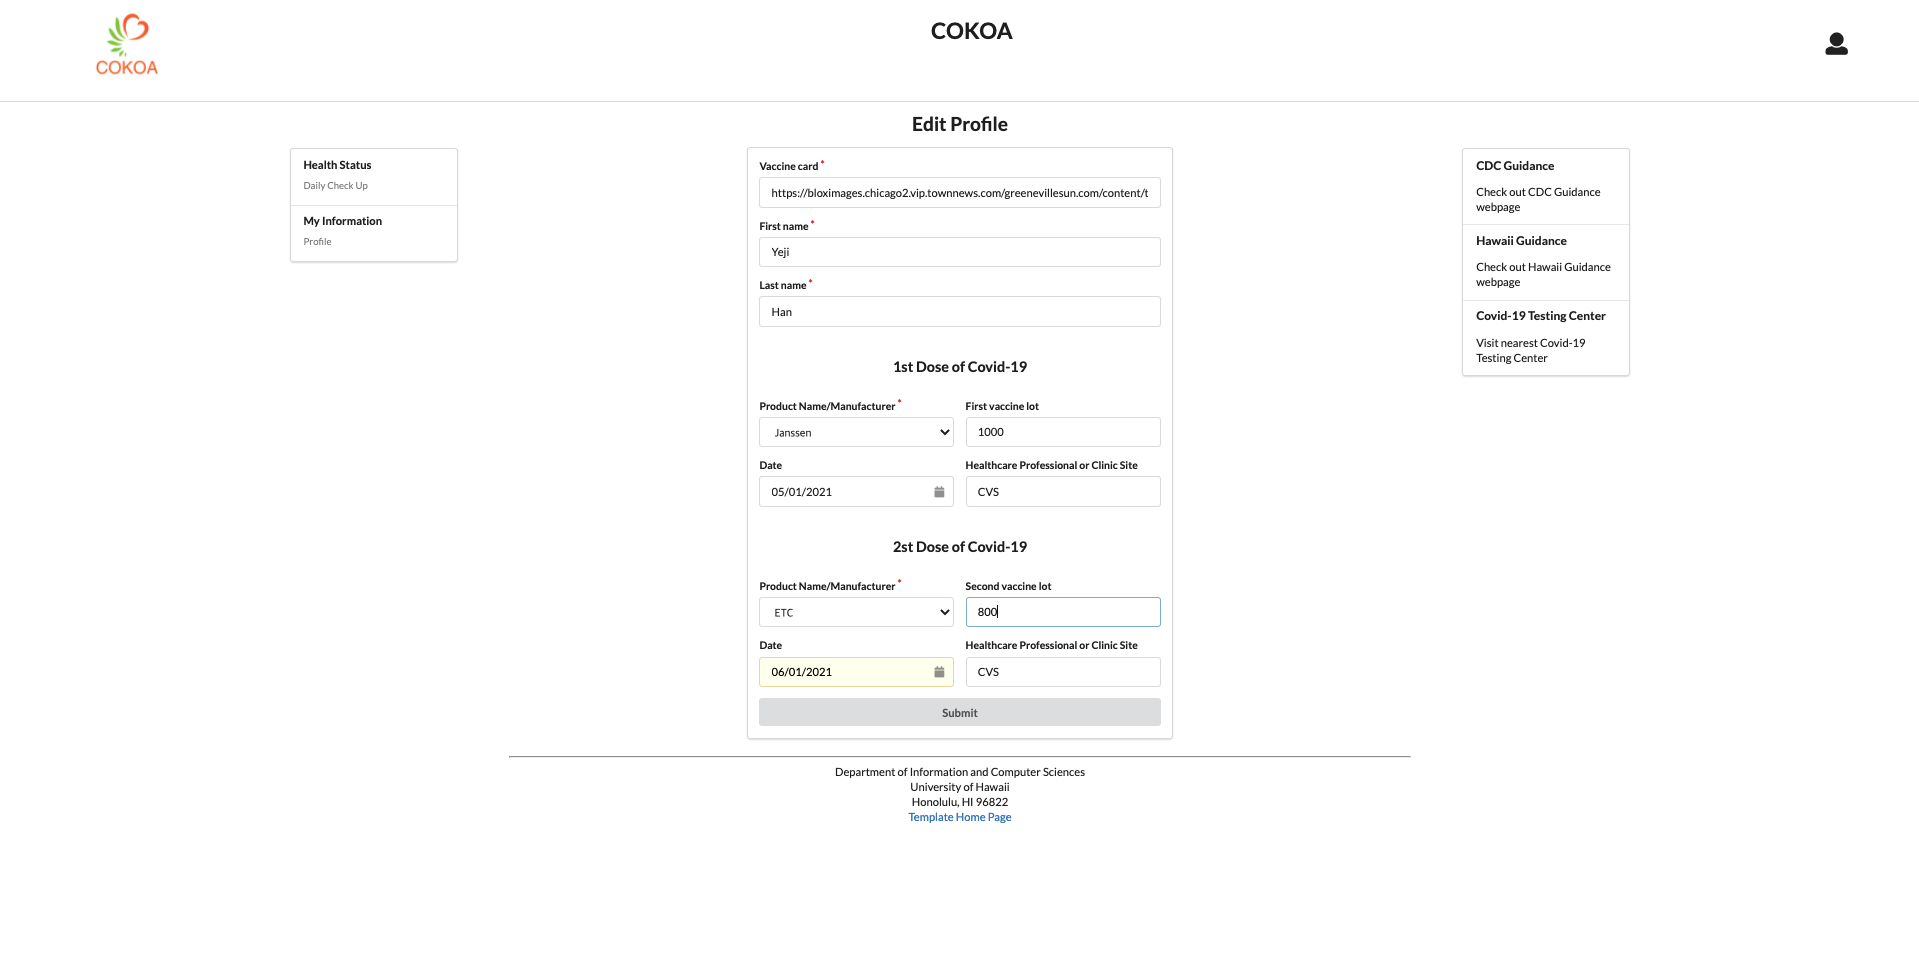 COKOA
COKOA
Edit Profile
Health Status
Daily Check Up
My Information
Profile
Vaccine card *
https://bloximages.chicago2.vip.townnews.com/greenevillesun.com/content/t
First name *
Yeji
Last name *
Han
1st Dose of Covid-19
Product Name/Manufacturer * First vaccine lot
Janssen 1000
Date Healthcare Professional or Clinic Site
05/01/2021 CVS
2st Dose of Covid-19
Product Name/Manufacturer * Second vaccine lot
ETC 800
Date Healthcare Professional or Clinic Site
06/01/2021 CVS
Submit
CDC Guidance
Check out CDC Guidance
webpage
Hawaii Guidance
Check out Hawaii Guidance
webpage
Covid-19 Testing Center
Visit nearest Covid-19
Testing Center
Department of Information and Computer Sciences
University of Hawaii
Honolulu, HI 96822
Template Home Page